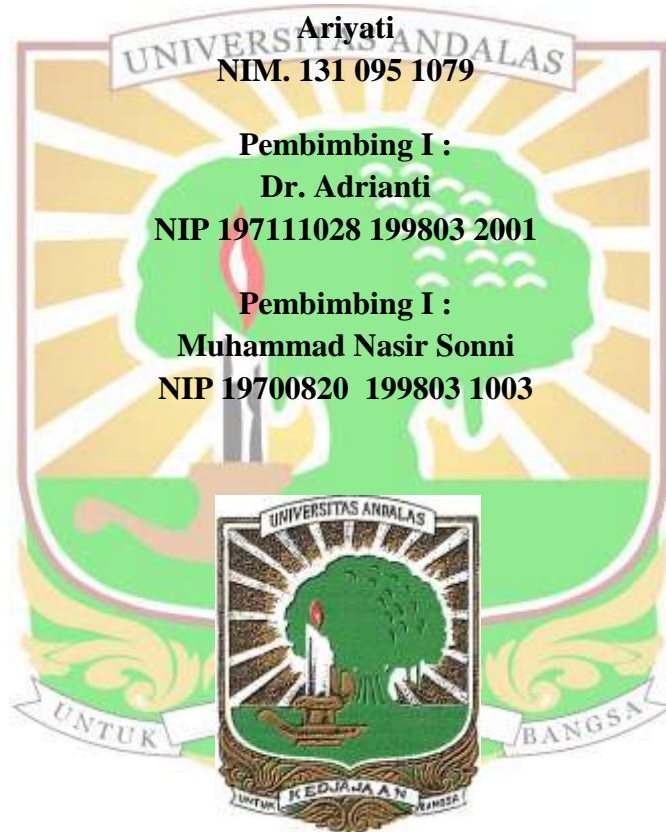 UNIVERSITAS ANDALAS
Ariyati
NIM. 131 095 1079
Pembimbing I :
Dr. Adrianti
NIP 197111028 199803 2001
Pembimbing I :
Muhammad Nasir Sonni
NIP 19700820 199803 1003
UNIVERSITAS ANDALAS
UNTUK BANGSA
UNTUK KEDJAJAAN BANGSA